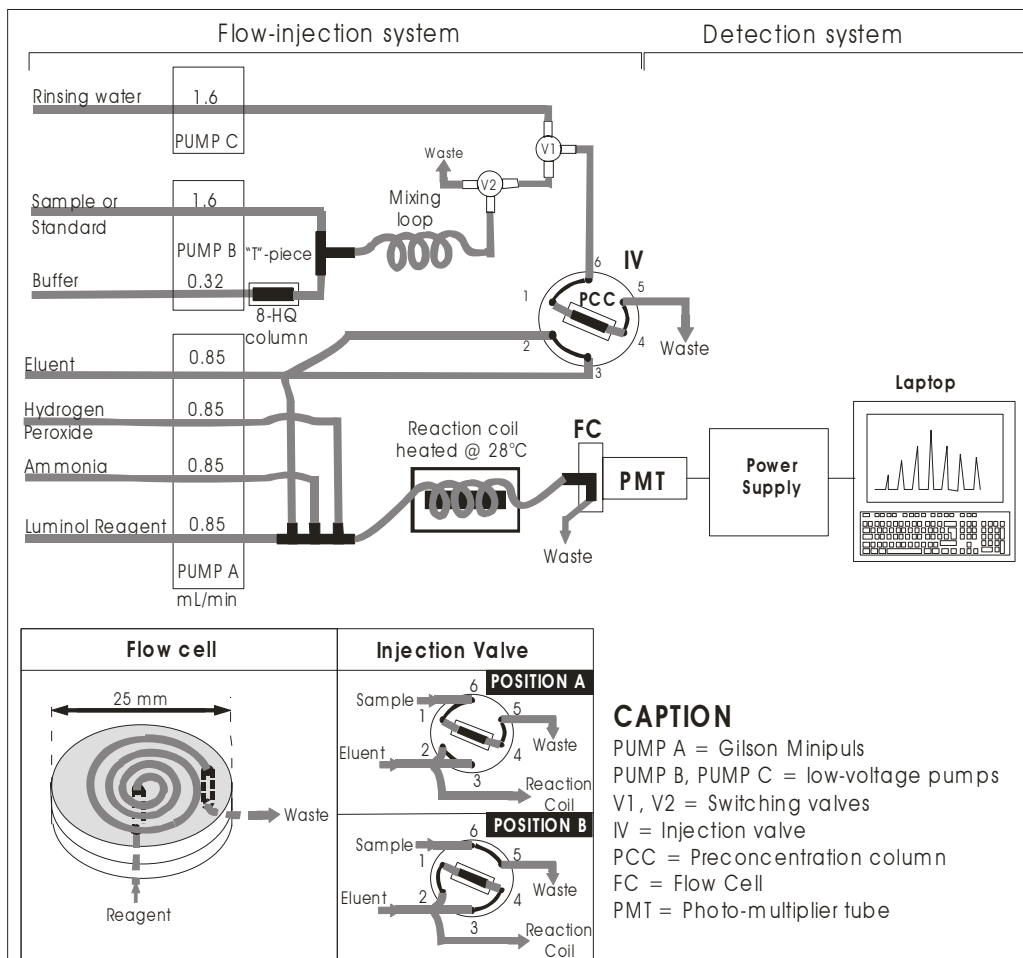 Flow-injection system
Detection system
Rinsing water
1.6
PUMP C
V1
Waste
V2
Sample or
Standard
1.6
PUMP B
"T"-piece
Mixing
loop
Buffer
0.32
8-HQ
column
6
IV
1
PCC
5
2
4
3
Waste
Eluent
0.85
Hydrogen
Peroxide
0.85
Ammonia
0.85
Luminol Reagent
0.85
PUMP A
mL/min
Reaction coil
heated @ 28°C
FC
PMT
Waste
Power
Supply
Laptop
Flow cell
25 mm
Waste
Reagent
Injection Valve
POSITION A
Sample
6
1
5
Waste
Eluent
2
4
3
Reaction
Coil
POSITION B
Sample
6
1
5
Waste
Eluent
2
4
3
Reaction
Coil
CAPTION
PUMP A = Gilson Minipuls
PUMP B, PUMP C = low-voltage pumps
V1, V2 = Switching valves
IV = Injection valve
PCC = Preconcentration column
FC = Flow Cell
PMT = Photo-multiplier tube